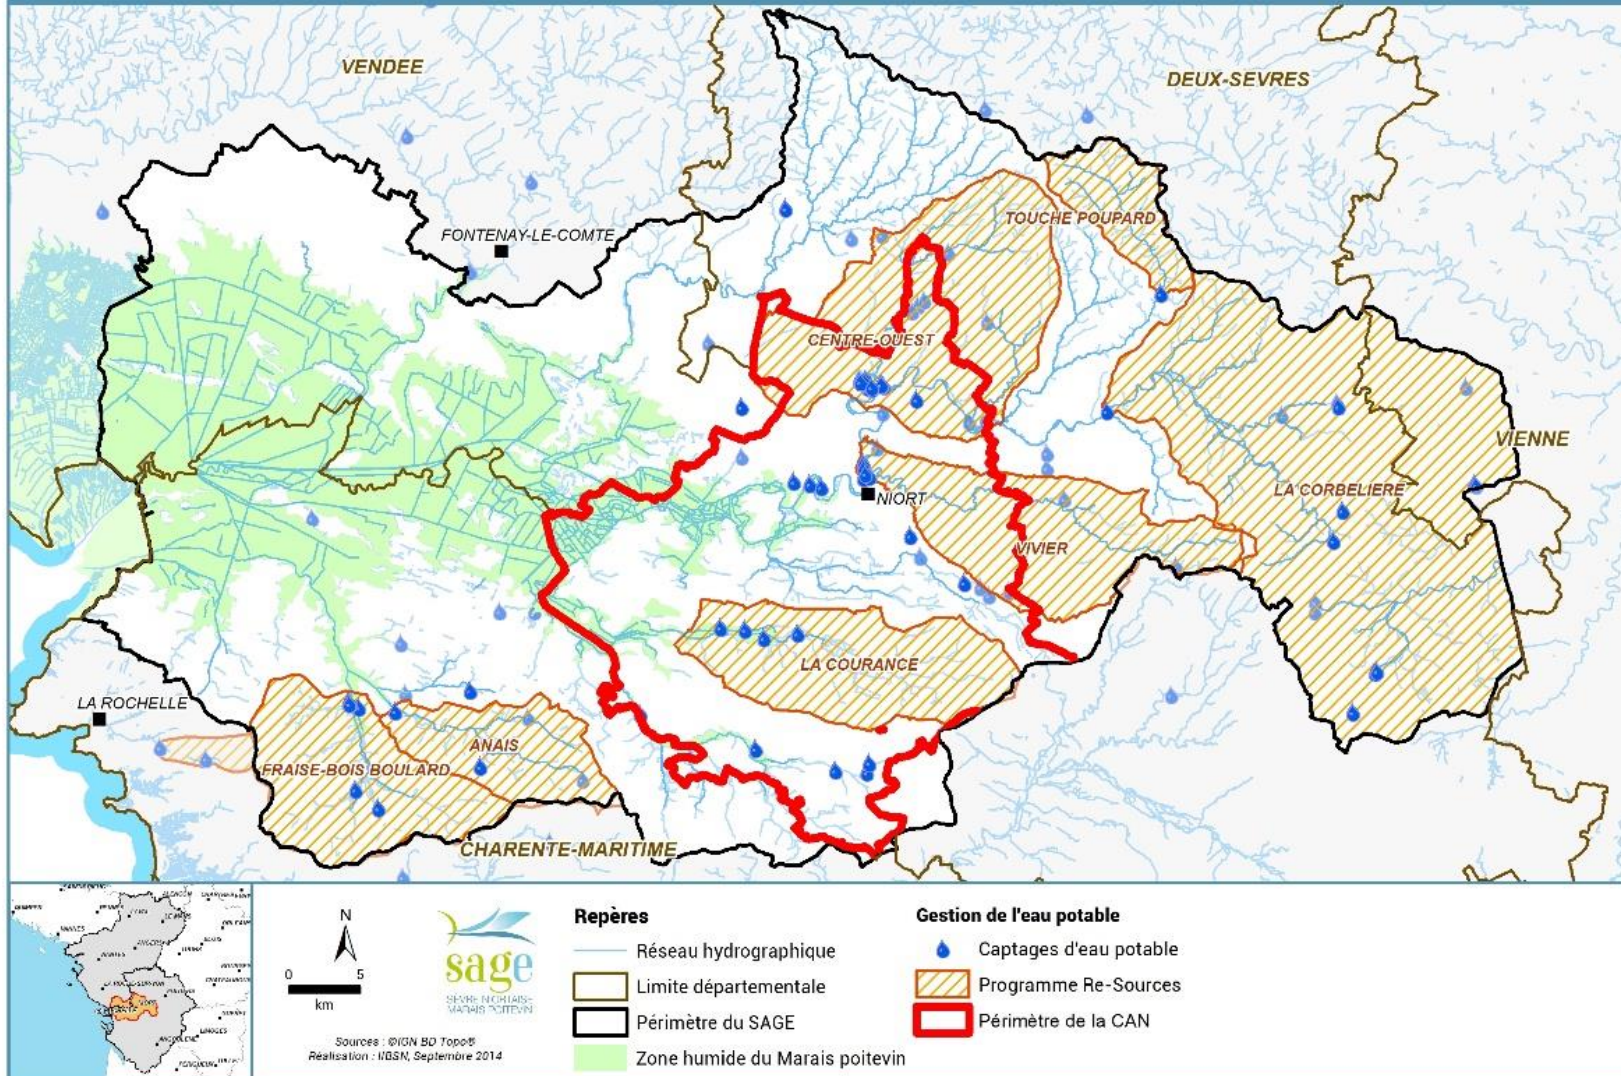 VENDEE
DEUX-SEVRES
TOUCHE POUPARD
FONTENAY-LE-COMTE
CENTRE-OUEST
VIENNE
LA CORBELIERE
NIORT
VIVIER
LA COURANCE
LA ROCHELLE
ANAIS
FRAISE-BOIS BOULARD
CHARENTE-MARITIME
N
0 5
km
sage
SÈVRE NIORTAISE
MARAIS POITEVIN
Sources : ©IGN BD Topo®
Réalisation : IIBSN, Septembre 2014
Repères
Réseau hydrographique
Limite départementale
Périmètre du SAGE
Zone humide du Marais poitevin
Gestion de l'eau potable
Captages d'eau potable
Programme Re-Sources
Périmètre de la CAN